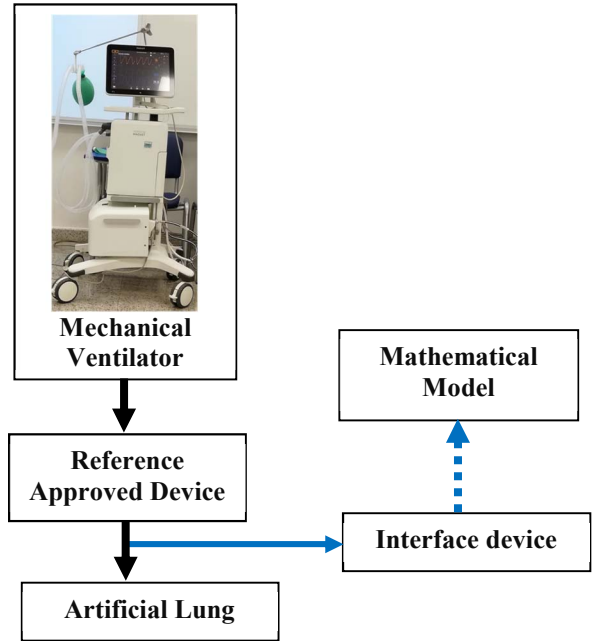 Mechanical
Ventilator
Mathematical
Model
Reference
Approved Device
Interface device
Artificial Lung